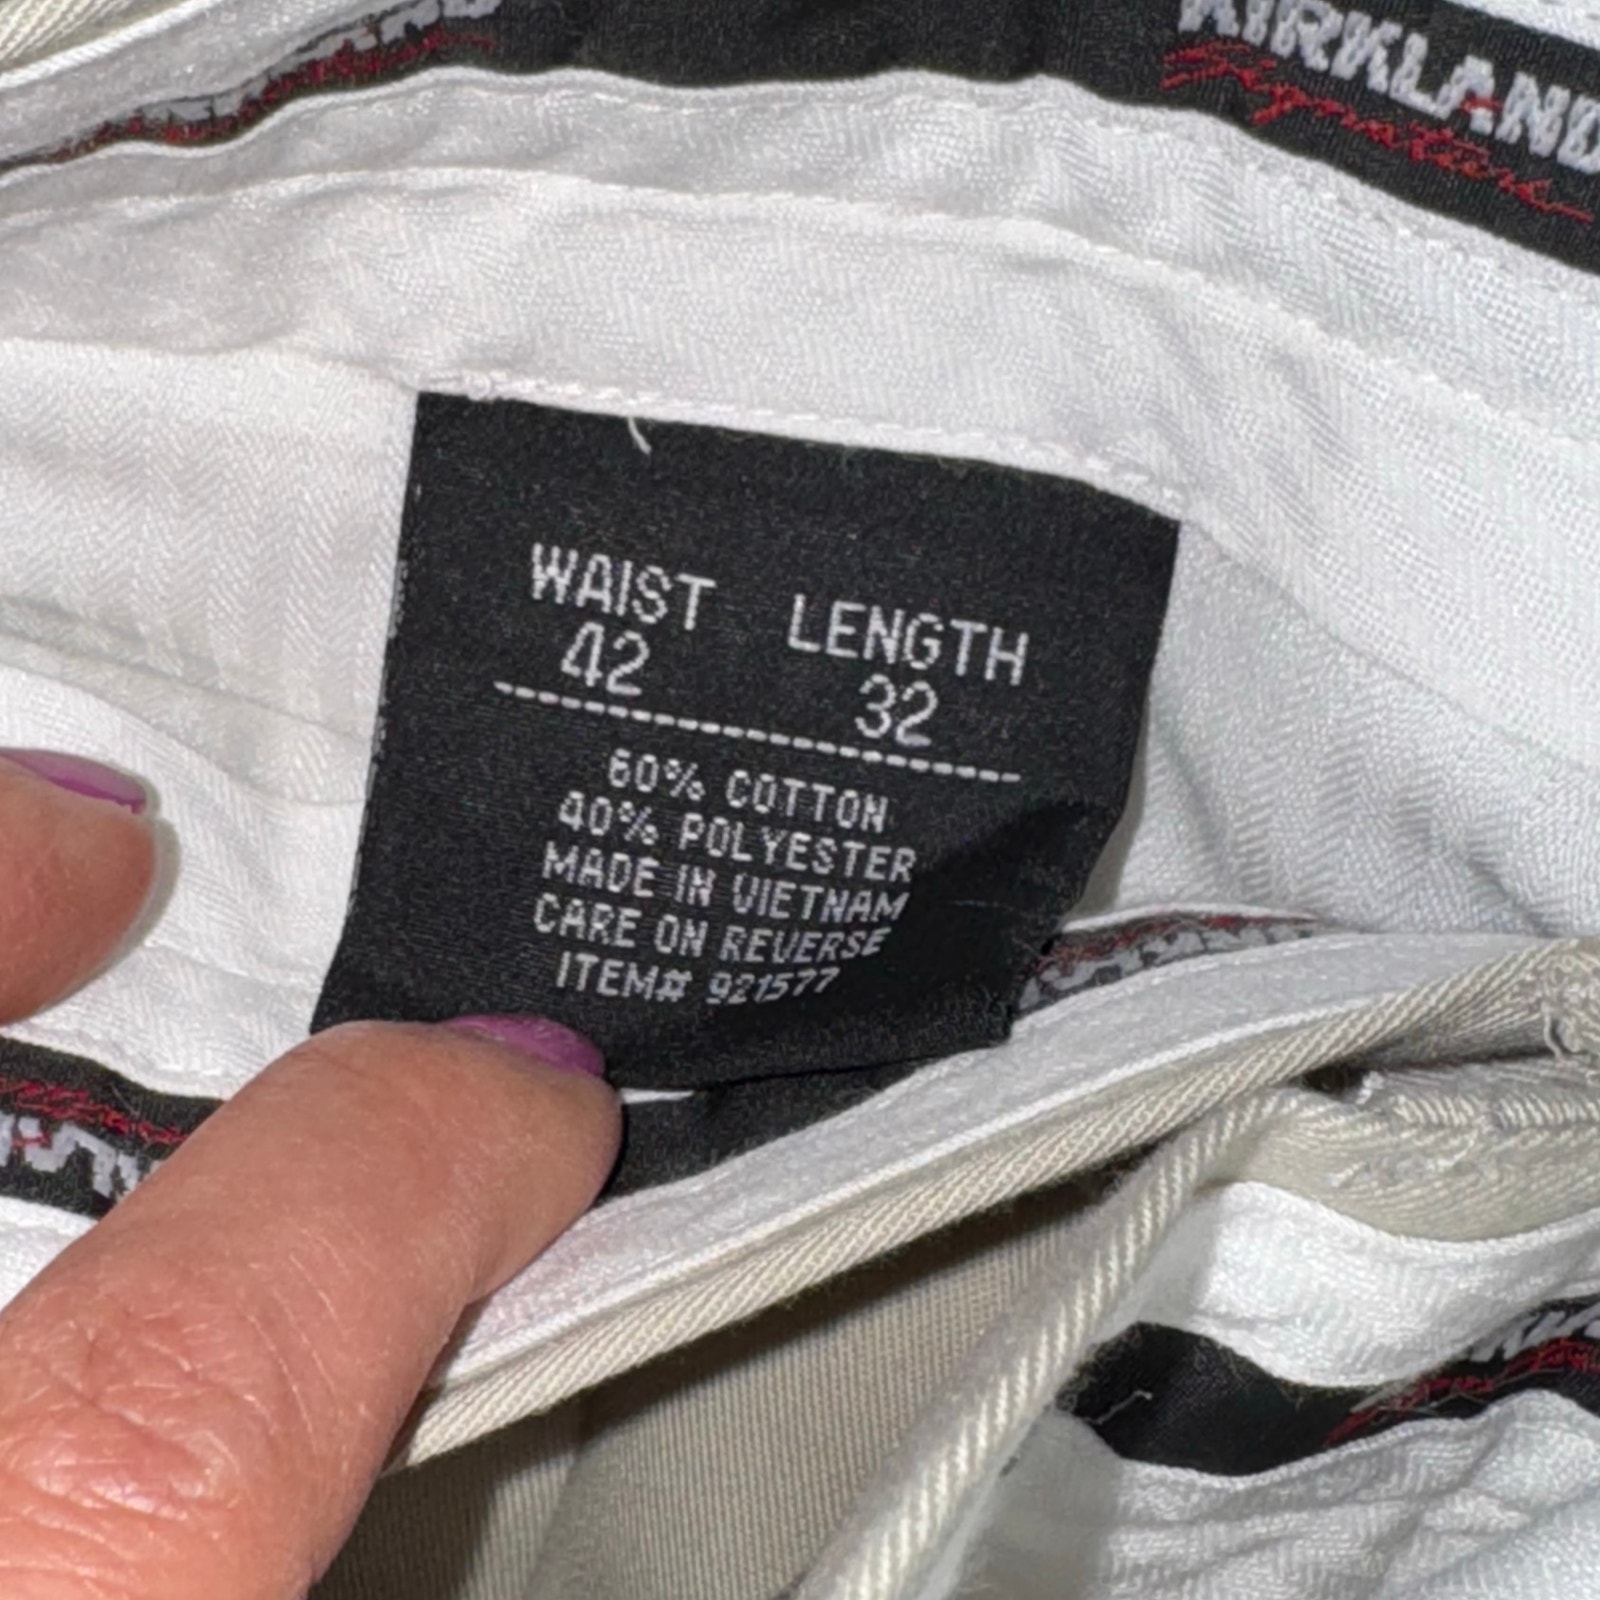 KIRKLAND
Signature
WAIST LENGTH
42 32
60% COTTON
40% POLYESTER
MADE IN VIETNAM
CARE ON REVERSE
ITEM# 921577